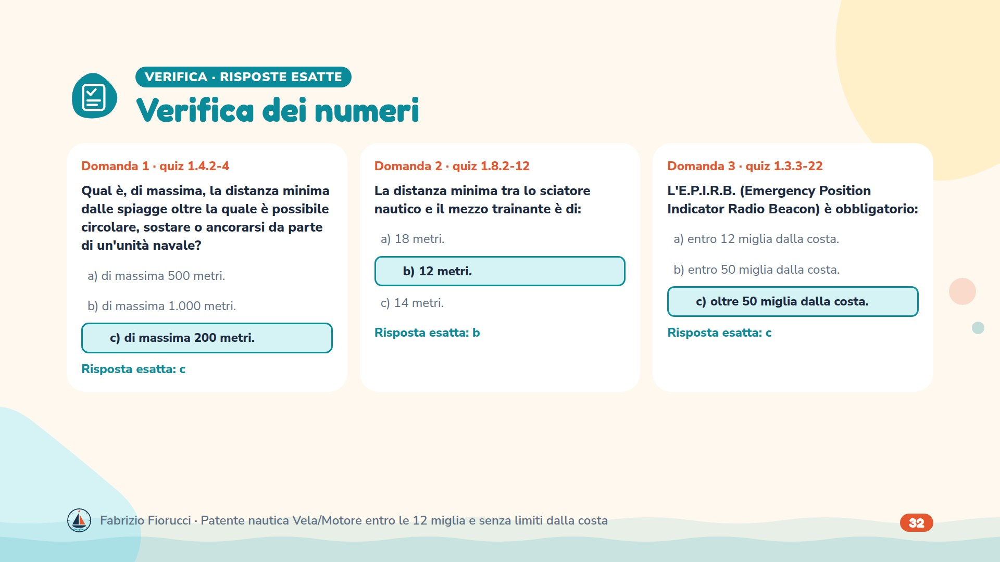 VERIFICA · RISPOSTE ESATTE
Verifica dei numeri
Domanda 1 · quiz 1.4.2-4
Qual è, di massima, la distanza minima
dalle spiagge oltre la quale è possibile
circolare, sostare o ancorarsi da parte
di un'unità navale?
a) di massima 500 metri.
b) di massima 1.000 metri.
c) di massima 200 metri.
Risposta esatta: c
Domanda 2 · quiz 1.8.2-12
La distanza minima tra lo sciatore
nautico e il mezzo trainante è di:
a) 18 metri.
b) 12 metri.
c) 14 metri.
Risposta esatta: b
Domanda 3 · quiz 1.3.3-22
L'E.P.I.R.B. (Emergency Position
Indicator Radio Beacon) è obbligatorio:
a) entro 12 miglia dalla costa.
b) entro 50 miglia dalla costa.
c) oltre 50 miglia dalla costa.
Risposta esatta: c
Fabrizio Fiorucci · Patente nautica Vela/Motore entro le 12 miglia e senza limiti dalla costa
32